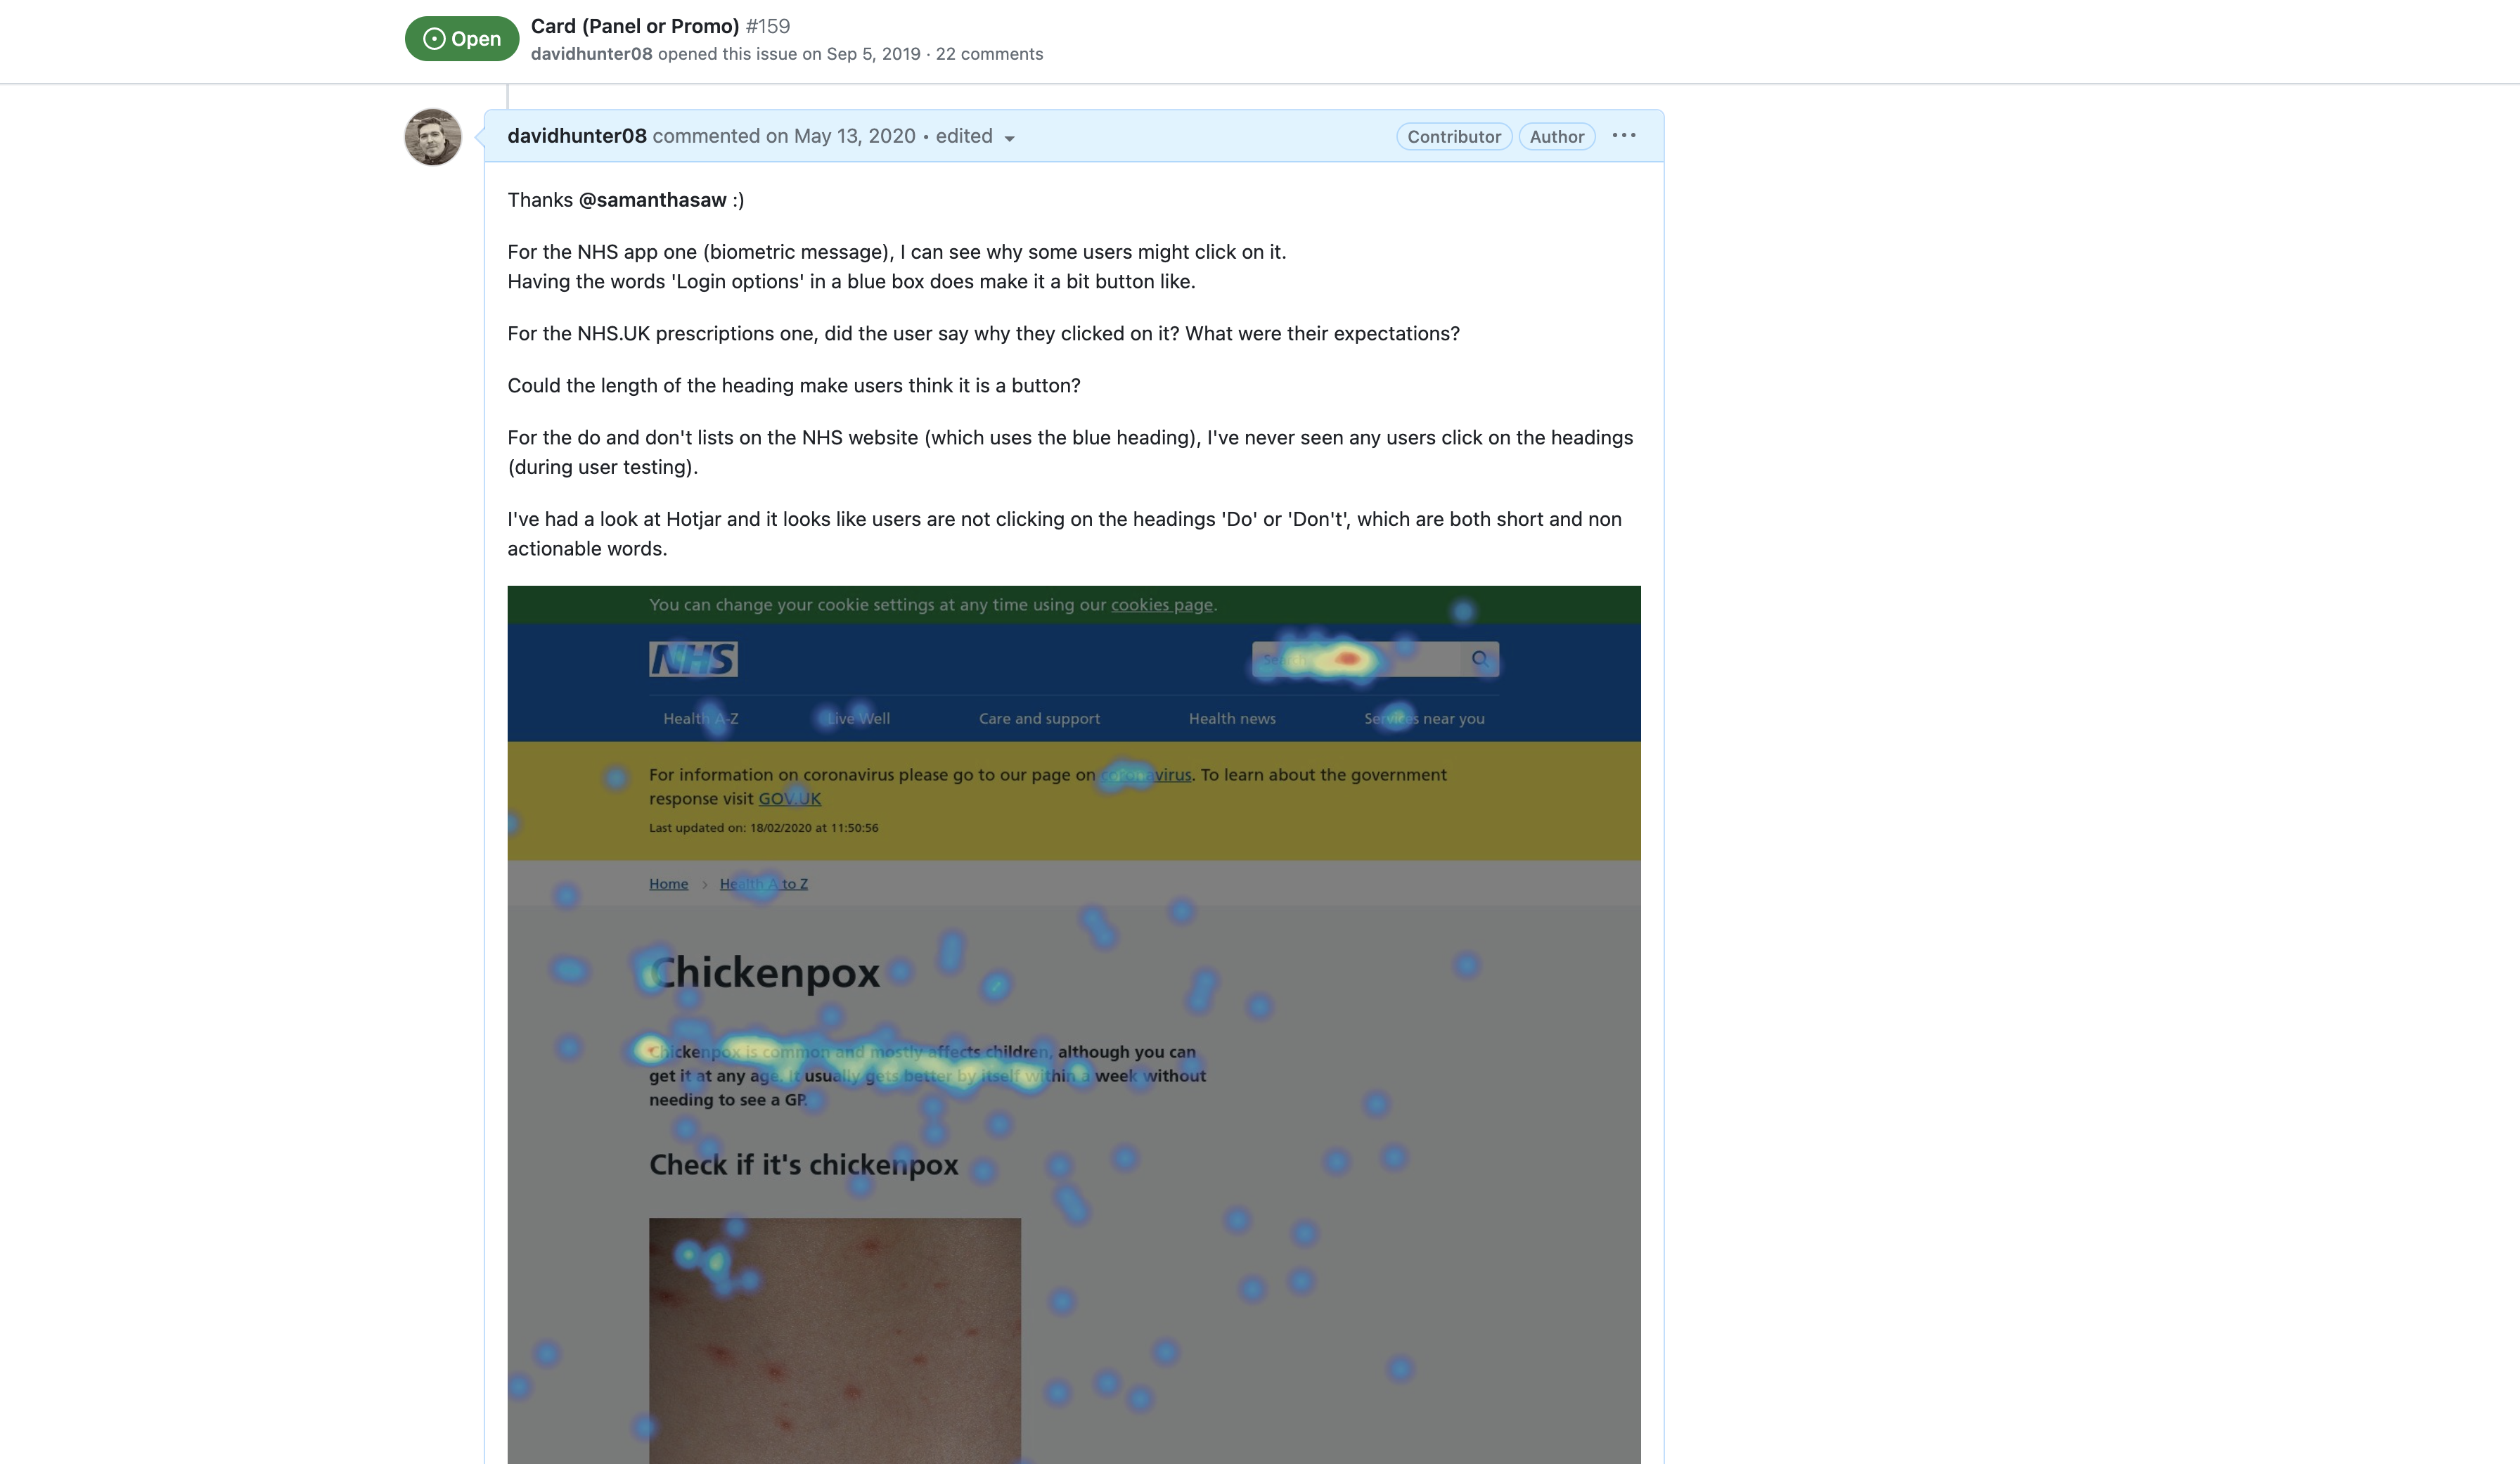 Open
Card (Panel or Promo) #159
davidhunter08 opened this issue on Sep 5, 2019 · 22 comments
davidhunter08 commented on May 13, 2020 • edited
Contributor
Author
Thanks @samanthasaw :)
For the NHS app one (biometric message), I can see why some users might click on it.
Having the words 'Login options' in a blue box does make it a bit button like.
For the NHS.UK prescriptions one, did the user say why they clicked on it? What were their expectations?
Could the length of the heading make users think it is a button?
For the do and don't lists on the NHS website (which uses the blue heading), I've never seen any users click on the headings
(during user testing).
I've had a look at Hotjar and it looks like users are not clicking on the headings 'Do' or 'Don't', which are both short and non
actionable words.
You can change your cookie settings at any time using our cookies page.
NHS
Search
Health A-Z
Live Well
Care and support
Health news
Services near you
For information on coronavirus please go to our page on coronavirus. To learn about the government
response visit GOV.UK
Last updated on: 18/02/2020 at 11:50:56
Home > Health A to Z
Chickenpox
Chickenpox is common and mostly affects children, although you can
get it at any age. It usually gets better by itself within a week without
needing to see a GP.
Check if it's chickenpox